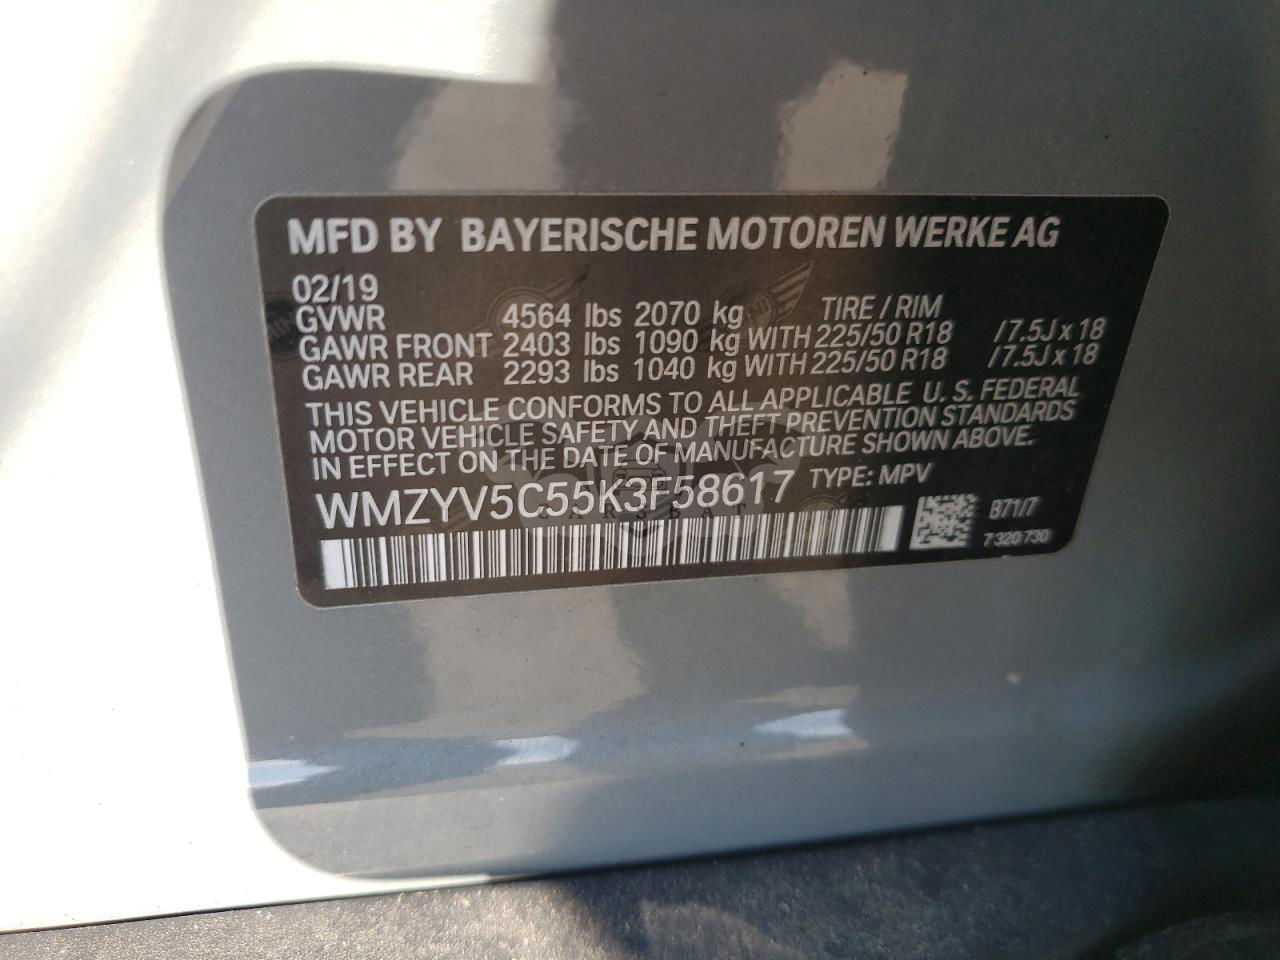 MFD BY BAYERISCHE MOTOREN WERKE AG
02/19
GVWR 4564 lbs 2070 kg TIRE / RIM
GAWR FRONT 2403 lbs 1090 kg WITH 225/50 R18 /7.5J x 18
GAWR REAR 2293 lbs 1040 kg WITH 225/50 R18 /7.5J x 18
THIS VEHICLE CONFORMS TO ALL APPLICABLE U. S. FEDERAL
MOTOR VEHICLE SAFETY AND THEFT PREVENTION STANDARDS
IN EFFECT ON THE DATE OF MANUFACTURE SHOWN ABOVE.
WMZYV5C55K3F58617 TYPE: MPV
CARSBAT
B71/7
7 320 730